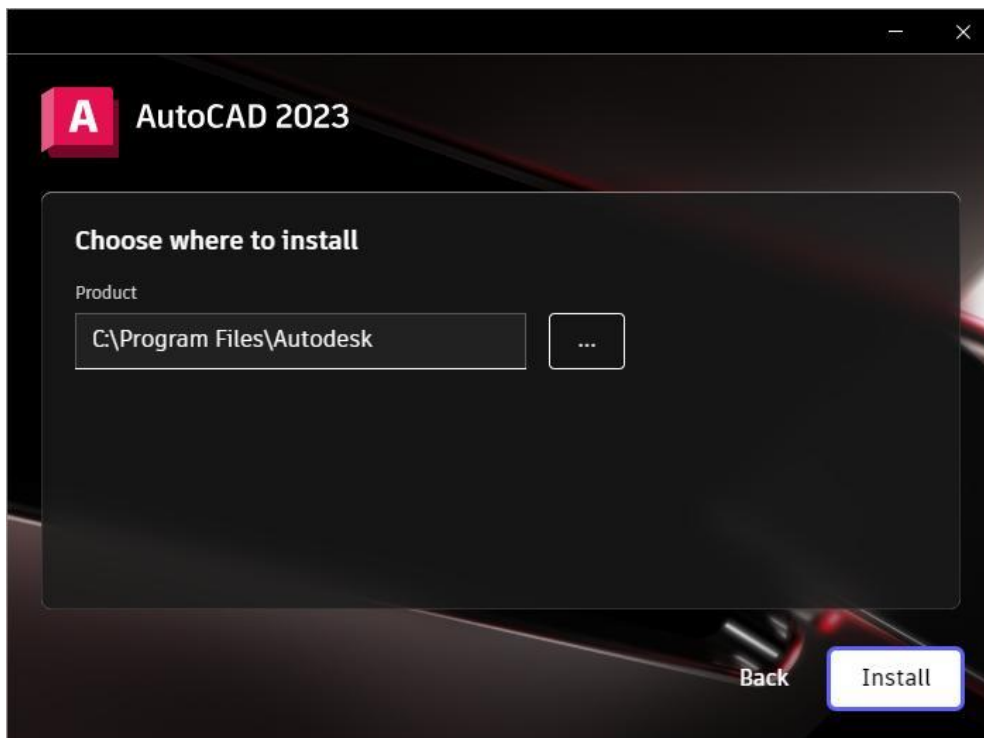 A AutoCAD 2023
Choose where to install
Product
C:\Program Files\Autodesk ...
Back Install